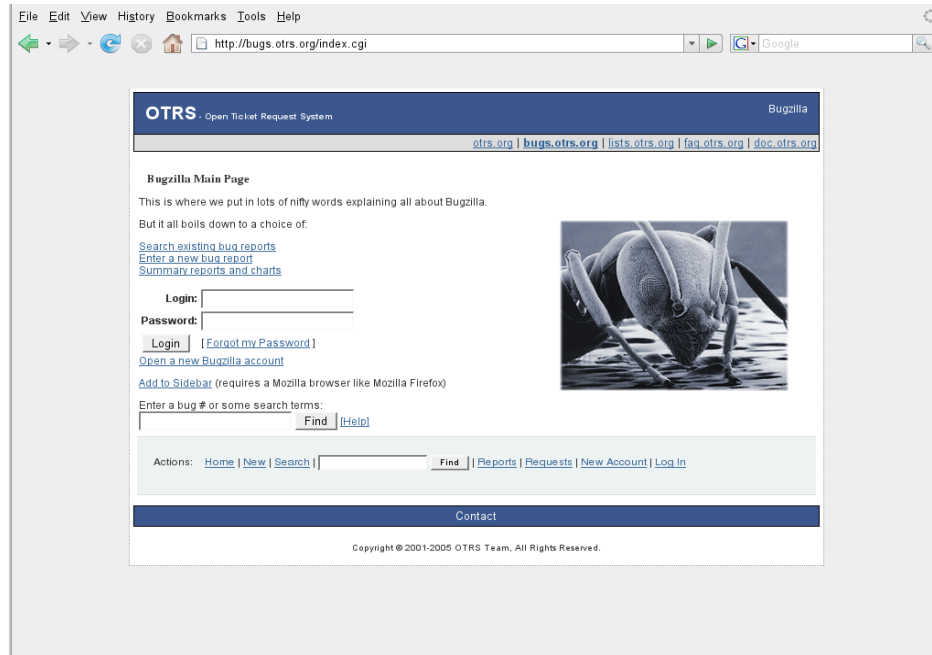 File Edit View History Bookmarks Tools Help
http://bugs.otrs.org/index.cgi
G Google
OTRS - Open Ticket Request System
Bugzilla
otrs.org | bugs.otrs.org | lists.otrs.org | faq.otrs.org | doc.otrs.org
Bugzilla Main Page
This is where we put in lots of nifty words explaining all about Bugzilla.
But it all boils down to a choice of:
Search existing bug reports
Enter a new bug report
Summary reports and charts
Login:
Password:
Login [ Forgot my Password ]
Open a new Bugzilla account
Add to Sidebar (requires a Mozilla browser like Mozilla Firefox)
Enter a bug # or some search terms:
Find [Help]
Actions: Home | New | Search | Find | Reports | Requests | New Account | Log In
Contact
Copyright © 2001-2005 OTRS Team, All Rights Reserved.